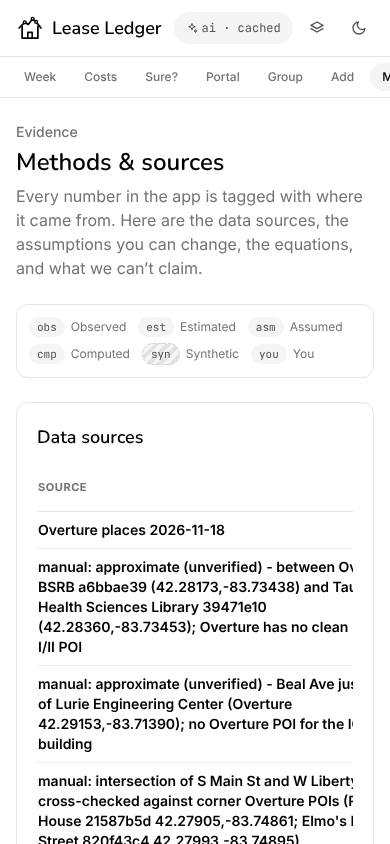 Lease Ledger
ai · cached
Week Costs Sure? Portal Group Add
Evidence
Methods & sources
Every number in the app is tagged with where
it came from. Here are the data sources, the
assumptions you can change, the equations,
and what we can't claim.
obs Observed est Estimated asm Assumed
cmp Computed syn Synthetic you You
Data sources
SOURCE
Overture places 2026-11-18
manual: approximate (unverified) - between
BSRB a6bbae39 (42.28173,-83.73438) and
Health Sciences Library 39471e10
(42.28360,-83.73453); Overture has no clean
I/II POI
manual: approximate (unverified) - Beal Ave
of Lurie Engineering Center (Overture
42.29153,-83.71390); no Overture POI for the
building
manual: intersection of S Main St and W Liberty
cross-checked against corner Overture POIs
House 21587b5d 42.27905,-83.74861; Elmo's
Street 820f43c4 42.27993,-83.74895)